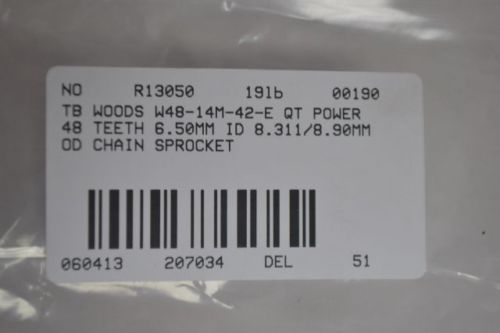 NO R13050 19lb 00190
TB WOODS W48-14M-42-E QT POWER
48 TEETH 6.50MM ID 8.311/8.90MM
OD CHAIN SPROCKET
060413 207034 DEL 51